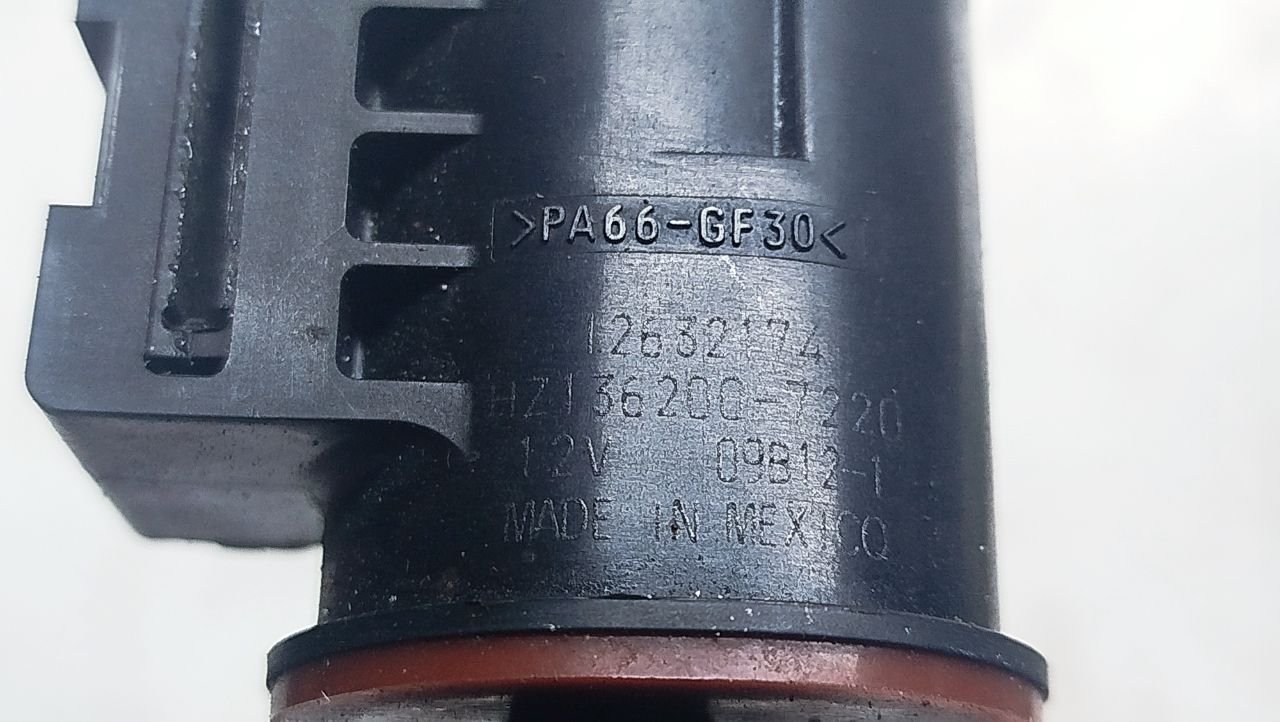 >PA66-GF30<
12632174
HZ136200-7220
12V 09B12-1
MADE IN MEXICO